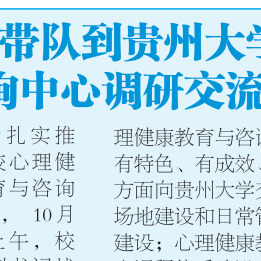 带队到贵州大学
询中心调研交流
扎实推
校心理健
育与咨询
，10月
上午，校
理健康教育与咨询
有特色、有成效、
方面向贵州大学交
场地建设和日常管
建设；心理健康教